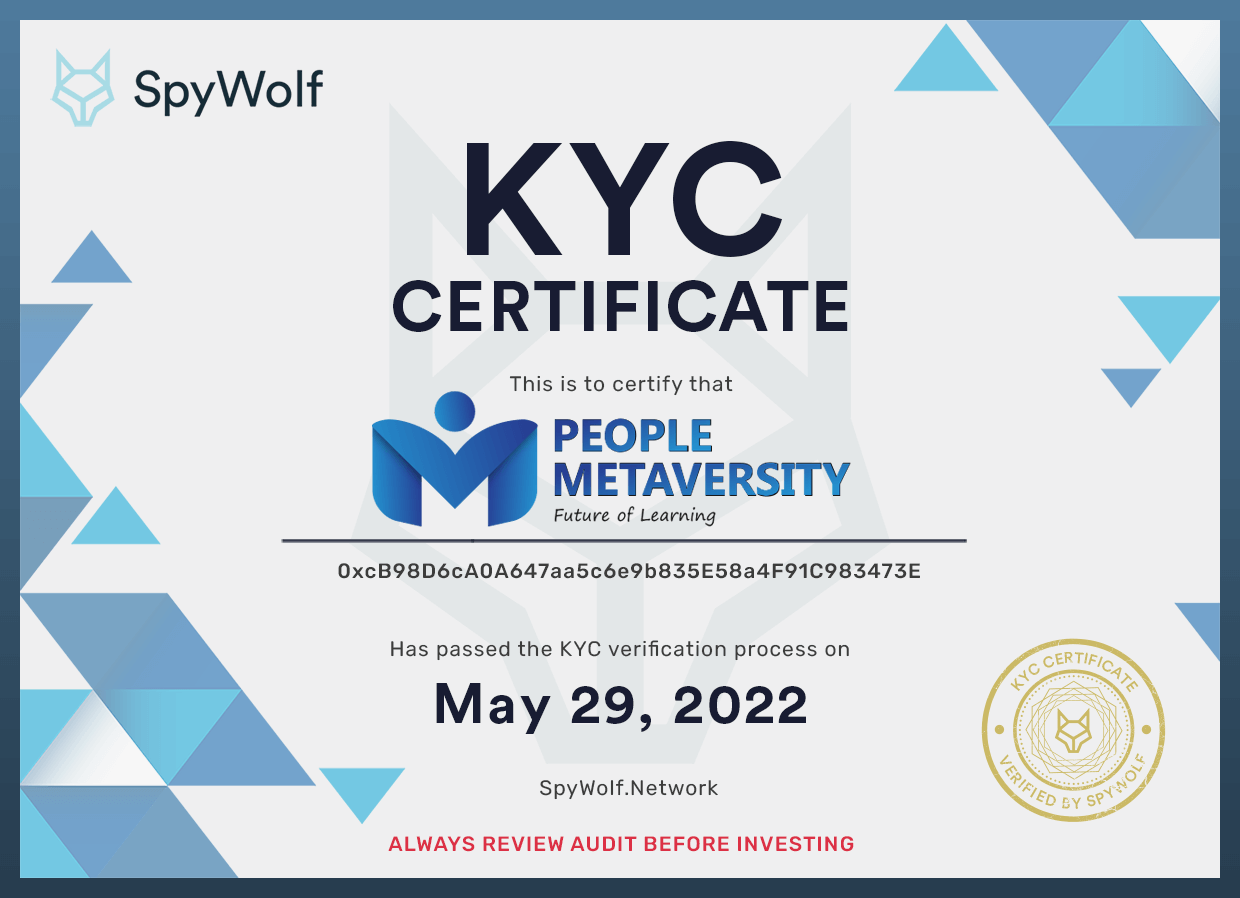 SpyWolf
KYC
CERTIFICATE
This is to certify that
PEOPLE
METAVERSITY
Future of Learning
0xcB98D6cA0A647aa5c6e9b835E58a4F91C983473E
Has passed the KYC verification process on
May 29, 2022
KYC CERTIFICATE
VERIFIED BY SPYWOLF
SpyWolf.Network
ALWAYS REVIEW AUDIT BEFORE INVESTING